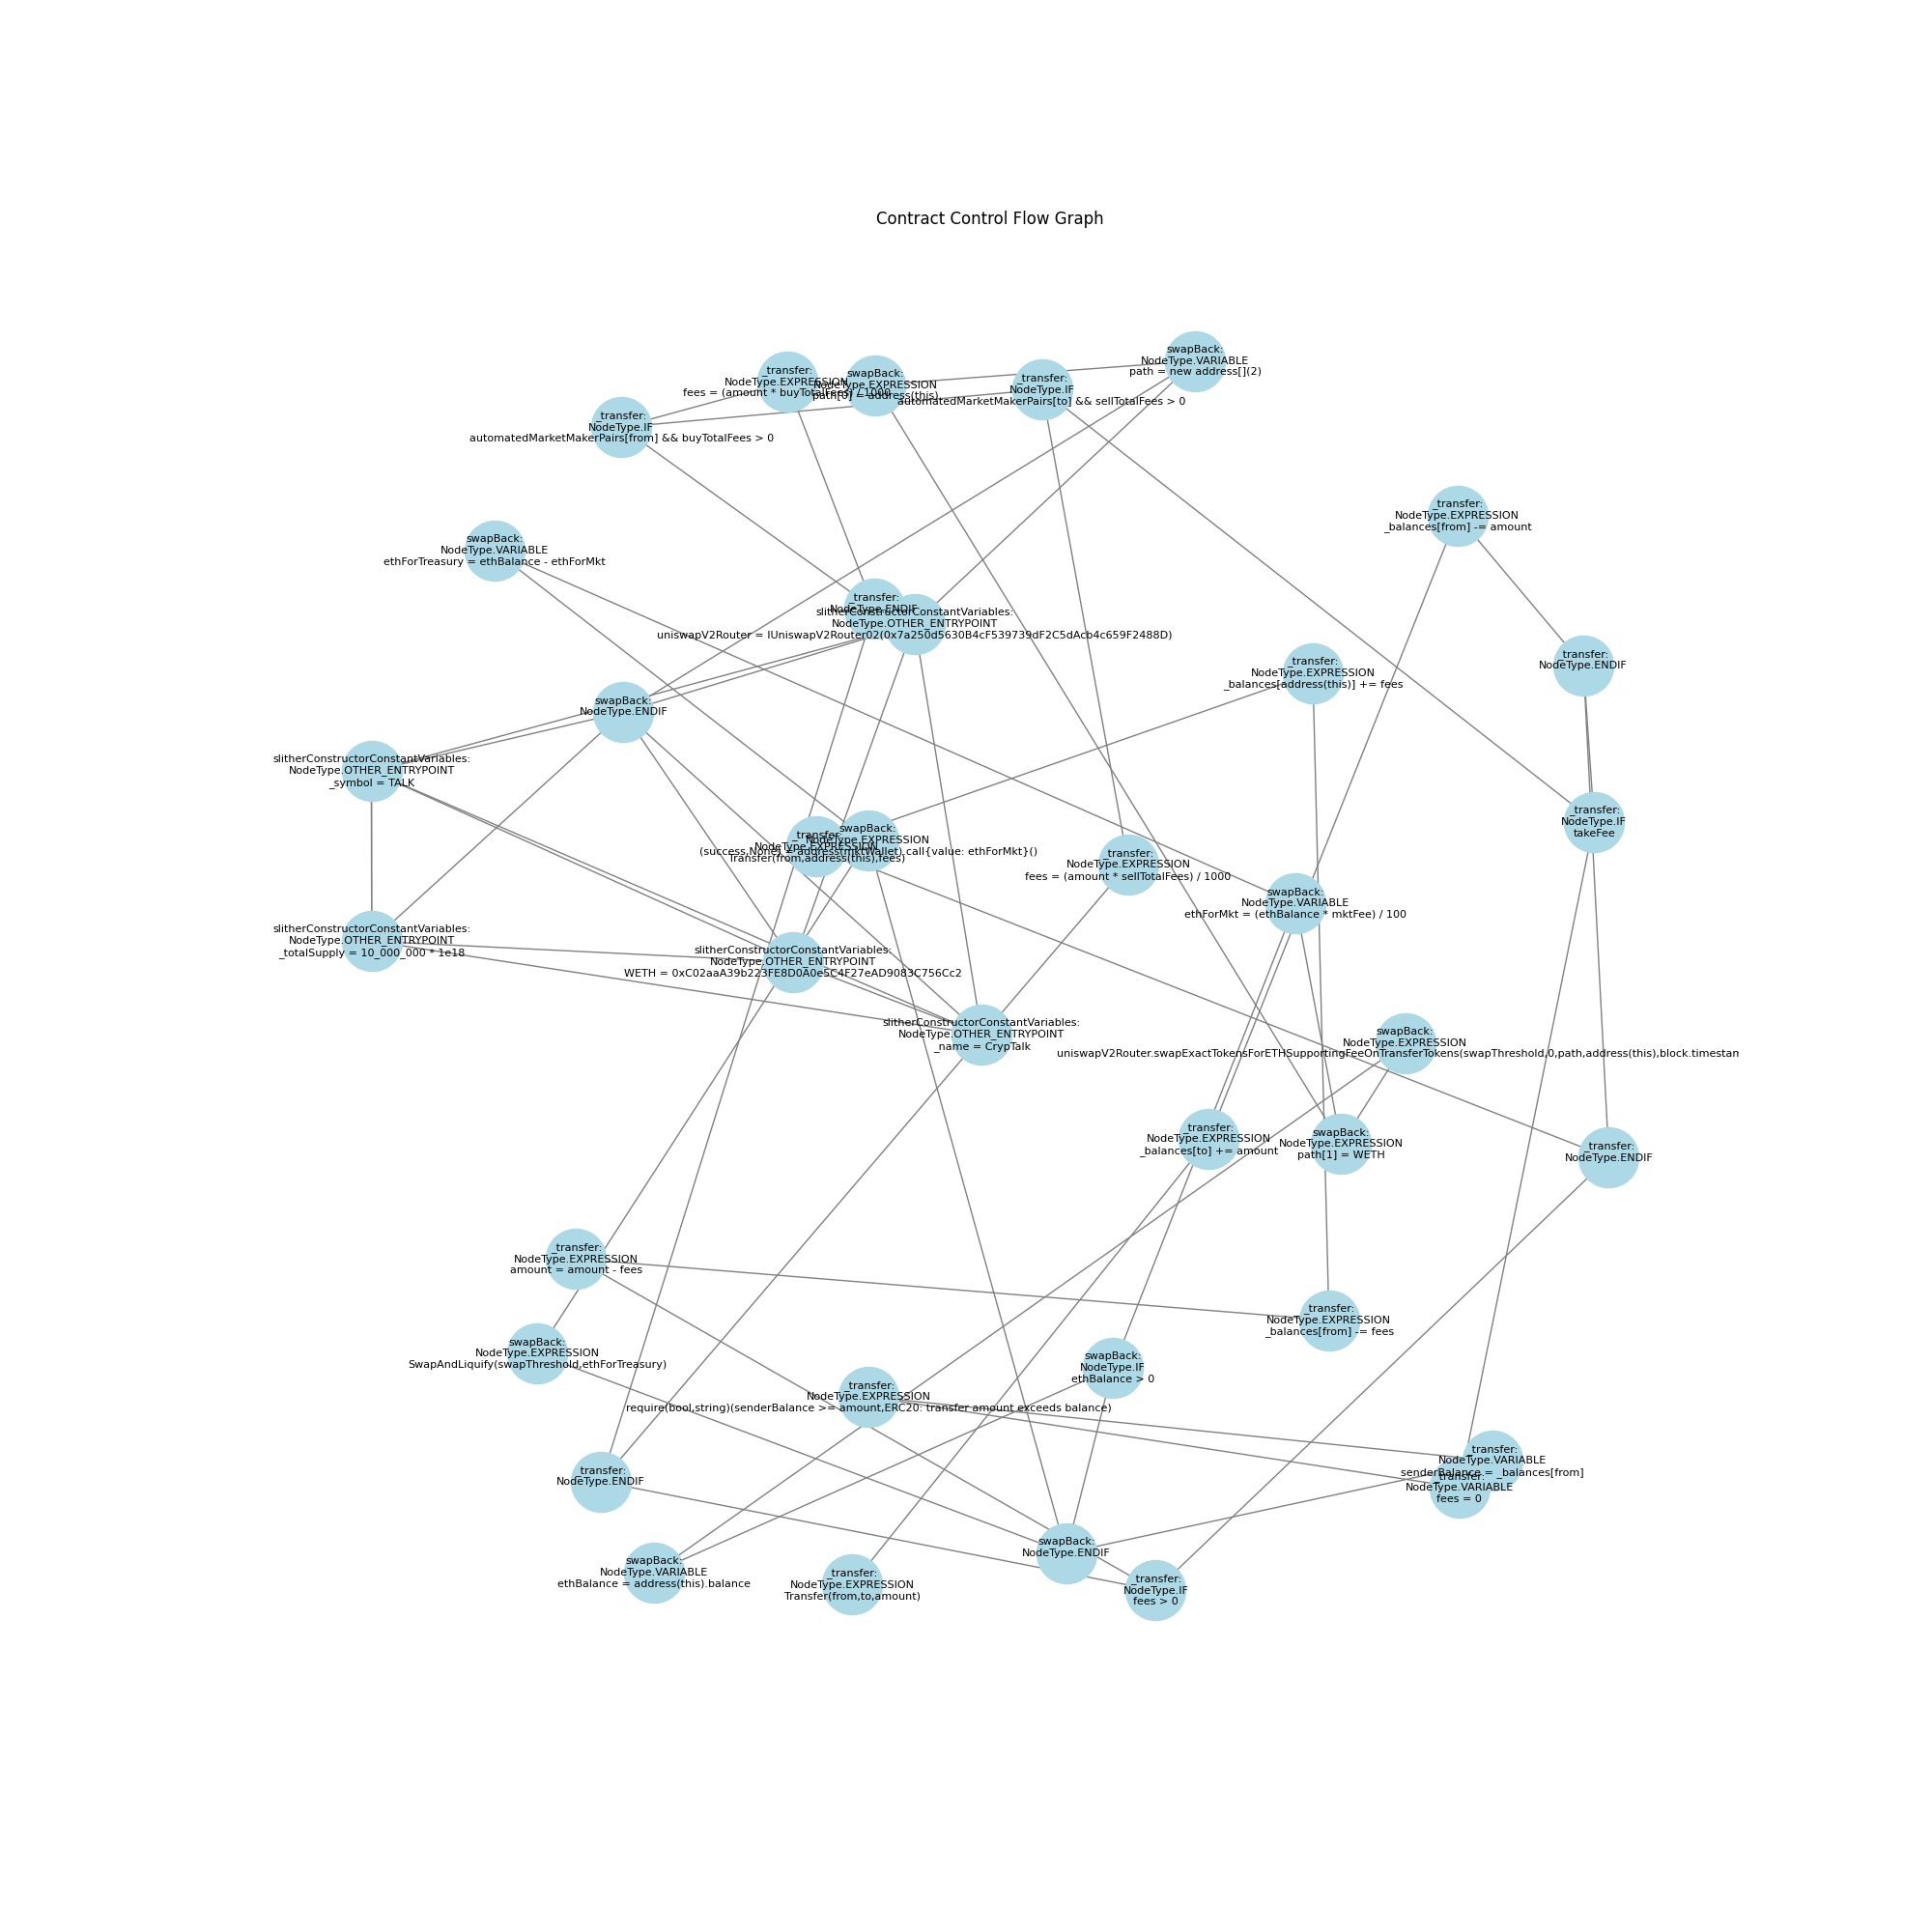 Contract Control Flow Graph
swapBack:
NodeType.VARIABLE
path = new address[](2)
_transfer:
NodeType.EXPRESSION
fees = (amount * buyTotalFees) / 1000
swapBack:
NodeType.EXPRESSION
path[0] = address(this)
_transfer:
NodeType.IF
automatedMarketMakerPairs[to] && sellTotalFees > 0
_transfer:
NodeType.IF
automatedMarketMakerPairs[from] && buyTotalFees > 0
_transfer:
NodeType.EXPRESSION
_balances[from] -= amount
swapBack:
NodeType.VARIABLE
ethForTreasury = ethBalance - ethForMkt
_transfer:
NodeType.ENDIF
slitherConstructorConstantVariables:
NodeType.OTHER_ENTRYPOINT
uniswapV2Router = IUniswapV2Router02(0x7a250d5630B4cF539739dF2C5dAcb4c659F2488D)
_transfer:
NodeType.ENDIF
_transfer:
NodeType.EXPRESSION
_balances[address(this)] += fees
swapBack:
NodeType.ENDIF
slitherConstructorConstantVariables:
NodeType.OTHER_ENTRYPOINT
_symbol = TALK
_transfer:
NodeType.IF
takeFee
swapBack:
NodeType.EXPRESSION
(success,None) = address(mktWallet).call{value: ethForMkt}()
_transfer:
NodeType.EXPRESSION
Transfer(from,address(this),fees)
_transfer:
NodeType.EXPRESSION
fees = (amount * sellTotalFees) / 1000
swapBack:
NodeType.VARIABLE
ethForMkt = (ethBalance * mktFee) / 100
slitherConstructorConstantVariables:
NodeType.OTHER_ENTRYPOINT
_totalSupply = 10_000_000 * 1e18
slitherConstructorConstantVariables:
NodeType.OTHER_ENTRYPOINT
WETH = 0xC02aaA39b223FE8D0A0e5C4F27eAD9083C756Cc2
slitherConstructorConstantVariables:
NodeType.OTHER_ENTRYPOINT
_name = CrypTalk
swapBack:
NodeType.EXPRESSION
uniswapV2Router.swapExactTokensForETHSupportingFeeOnTransferTokens(swapThreshold,0,path,address(this),block.timestan
_transfer:
NodeType.EXPRESSION
_balances[to] += amount
swapBack:
NodeType.EXPRESSION
path[1] = WETH
_transfer:
NodeType.ENDIF
_transfer:
NodeType.EXPRESSION
amount = amount - fees
_transfer:
NodeType.EXPRESSION
_balances[from] -= fees
swapBack:
NodeType.EXPRESSION
SwapAndLiquify(swapThreshold,ethForTreasury)
swapBack:
NodeType.IF
ethBalance > 0
_transfer:
NodeType.EXPRESSION
require(bool,string)(senderBalance >= amount,ERC20: transfer amount exceeds balance)
_transfer:
NodeType.VARIABLE
senderBalance = _balances[from]
_transfer:
NodeType.VARIABLE
fees = 0
_transfer:
NodeType.ENDIF
swapBack:
NodeType.ENDIF
swapBack:
NodeType.VARIABLE
ethBalance = address(this).balance
_transfer:
NodeType.EXPRESSION
Transfer(from,to,amount)
_transfer:
NodeType.IF
fees > 0